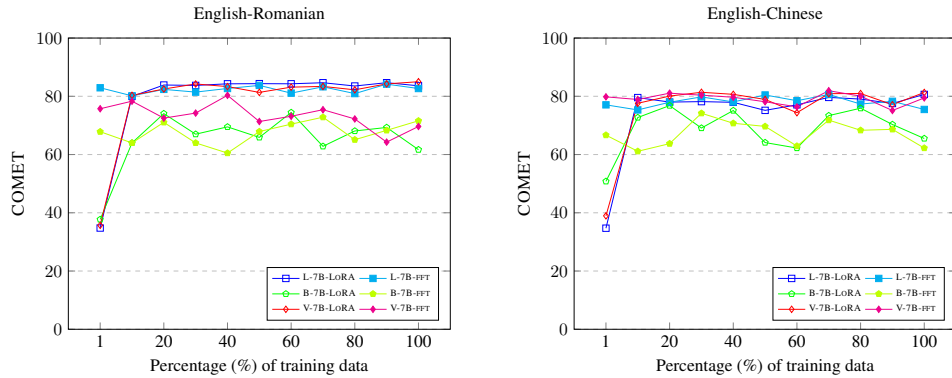 English-Romanian
COMET
100
80
60
40
20
0
1 20 40 60 80 100
Percentage (%) of training data
L-7B-LORA L-7B-FFT
B-7B-LORA B-7B-FFT
V-7B-LORA V-7B-FFT
English-Chinese
COMET
100
80
60
40
20
0
1 20 40 60 80 100
Percentage (%) of training data
L-7B-LORA L-7B-FFT
B-7B-LORA B-7B-FFT
V-7B-LORA V-7B-FFT